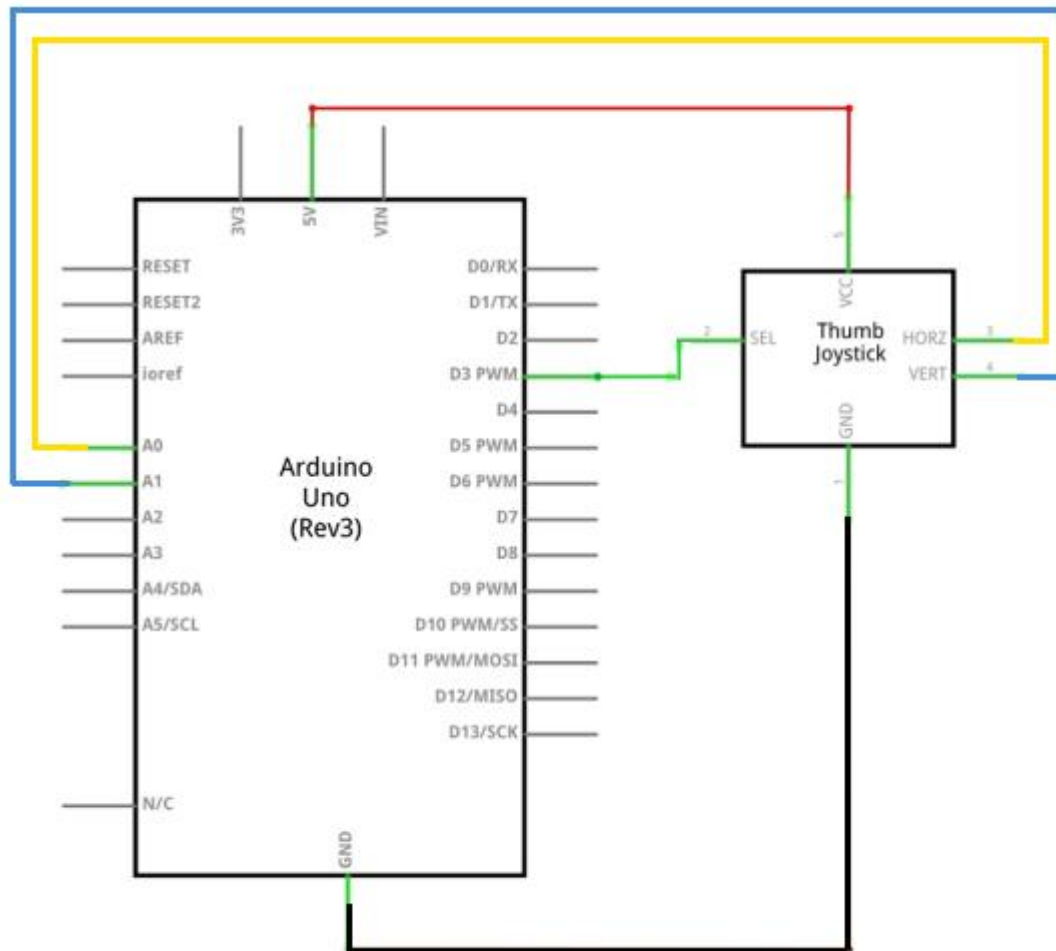 3V3
5V
VIN
RESET
RESET2
AREF
ioref
A0
A1
A2
A3
A4/SDA
A5/SCL
N/C
Arduino
Uno
(Rev3)
D0/RX
D1/TX
D2
D3 PWM
D4
D5 PWM
D6 PWM
D7
D8
D9 PWM
D10 PWM/SS
D11 PWM/MOSI
D12/MISO
D13/SCK
GND
5
VCC
2
SEL
Thumb
Joystick
HORZ
3
VERT
4
GND
1